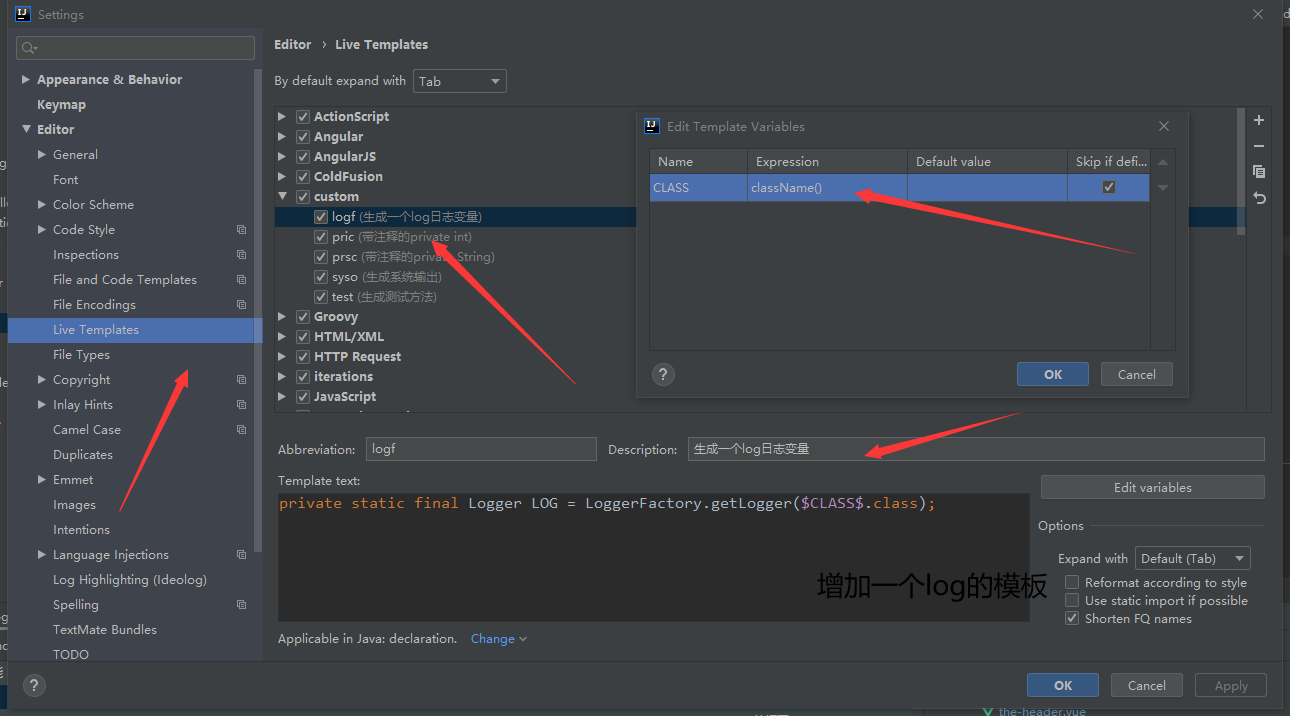 Settings
Appearance & Behavior
Keymap
Editor
General
Font
Color Scheme
Code Style
Inspections
File and Code Templates
File Encodings
Live Templates
File Types
Copyright
Inlay Hints
Camel Case
Duplicates
Emmet
Images
Intentions
Language Injections
Log Highlighting (Ideolog)
Spelling
TextMate Bundles
TODO
Editor › Live Templates
By default expand with Tab
ActionScript
Angular
AngularJS
ColdFusion
custom
logf (生成一个log日志变量)
pric (带注释的private int)
prsc (带注释的private String)
syso (生成系统输出)
test (生成测试方法)
Groovy
HTML/XML
HTTP Request
iterations
JavaScript
Edit Template Variables
Name Expression Default value Skip if defi...
CLASS className()
? OK Cancel
Abbreviation: logf Description: 生成一个log日志变量
Template text:
private static final Logger LOG = LoggerFactory.getLogger($CLASS$.class);
增加一个log的模板
Edit variables
Options
Expand with Default (Tab)
Reformat according to style
Use static import if possible
Shorten FQ names
Applicable in Java: declaration. Change
? OK Cancel Apply
the-header.vue